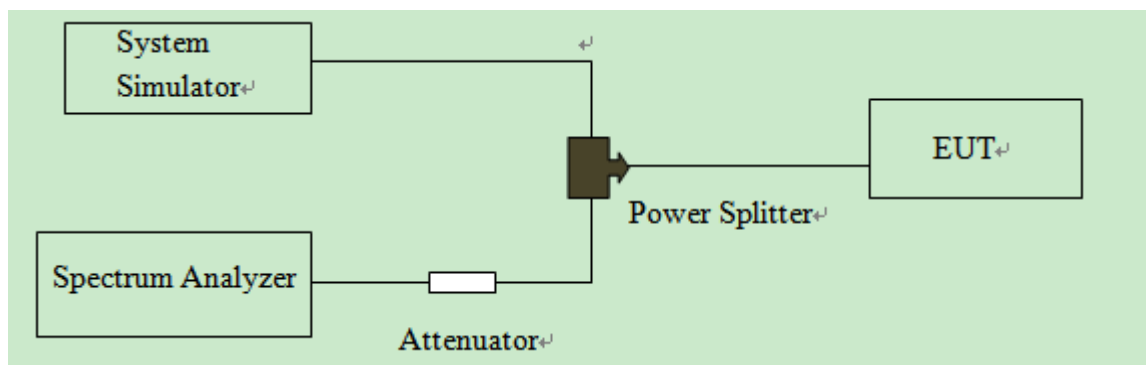 System
Simulator↵
↵
EUT↵
Power Splitter↵
Spectrum Analyzer
Attenuator↵